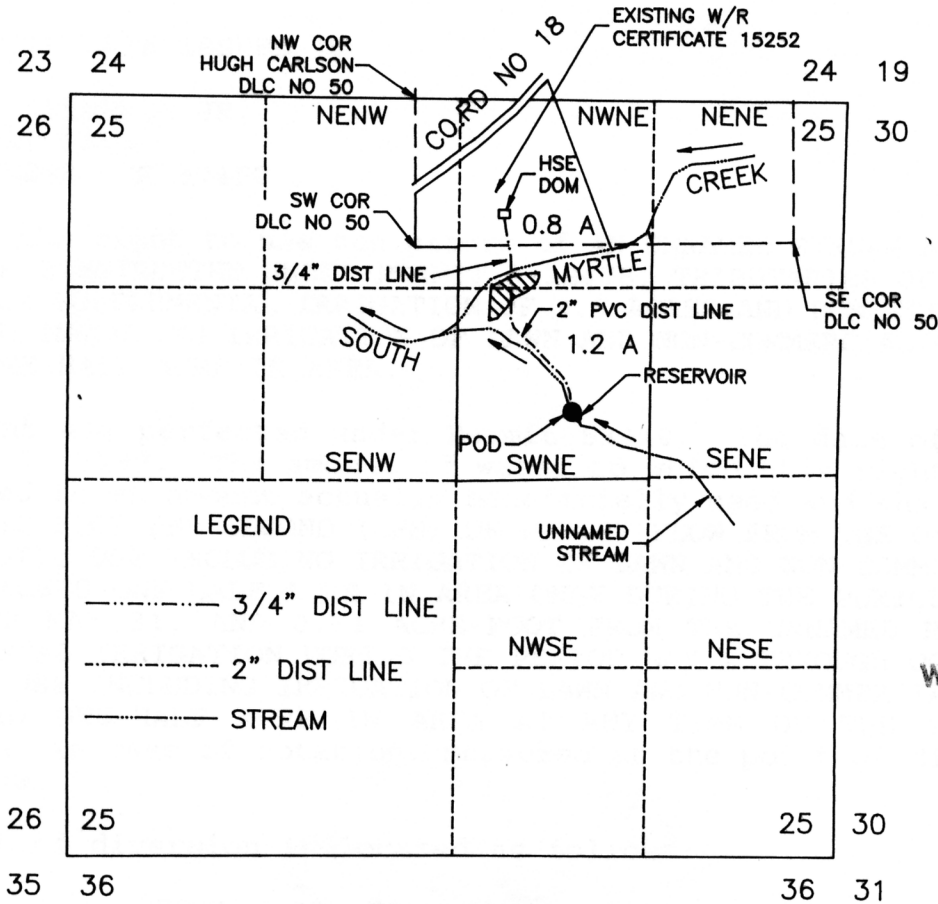 EXISTING W/R
CERTIFICATE 15252
NW COR
HUGH CARLSON
DLC NO 50
CO.RD NO 18
23 24
24 19
26 25
NENW
NWNE
NENE
25 30
HSE
DOM
CREEK
SW COR
DLC NO 50
0.8 A
3/4" DIST LINE
MYRTLE
SE COR
DLC NO 50
2" PVC DIST LINE
SOUTH
1.2 A
RESERVOIR
POD
SENW
SWNE
SENE
UNNAMED
STREAM
LEGEND
3/4" DIST LINE
2" DIST LINE
STREAM
NWSE
NESE
W
26 25
25 30
35 36
36 31